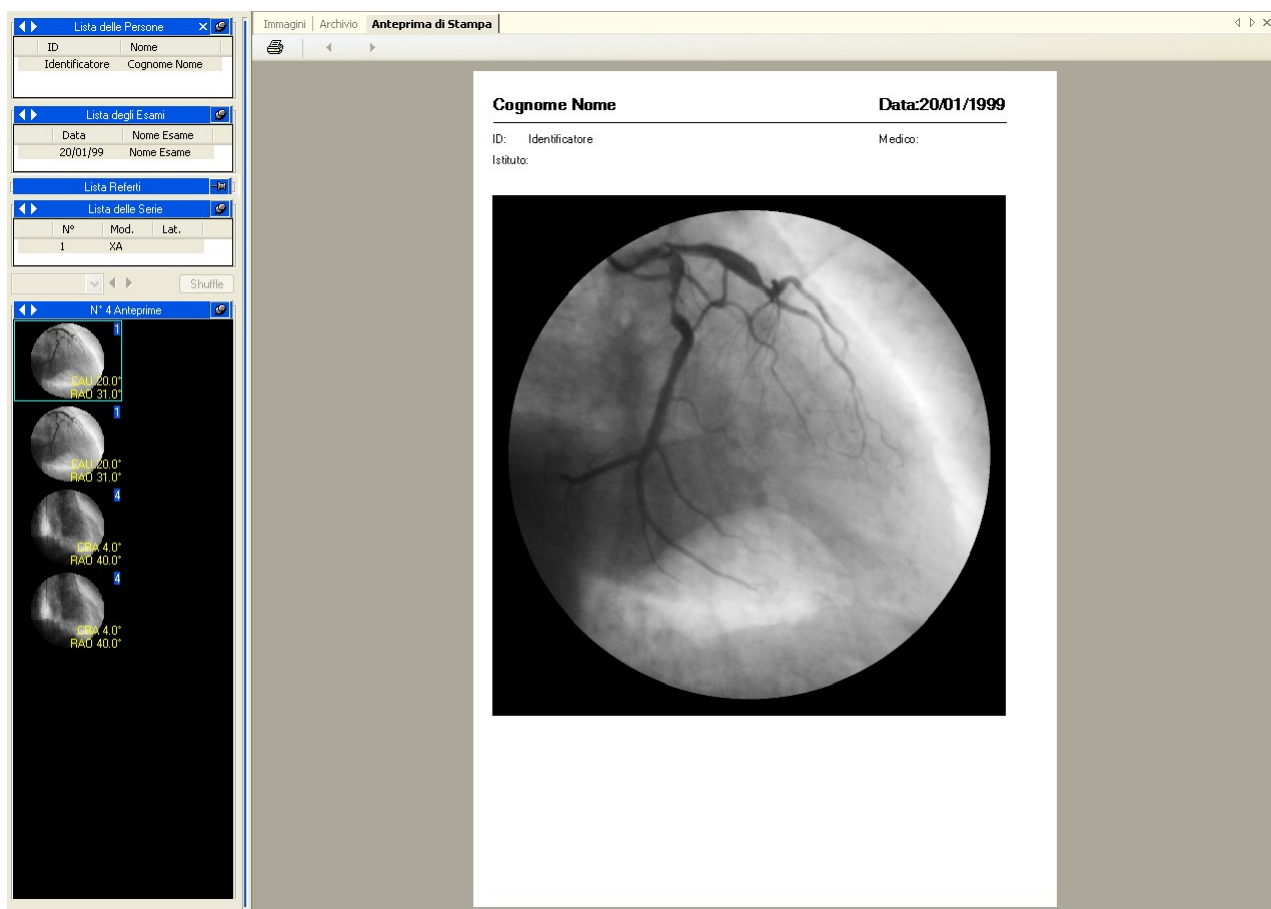 Lista delle Persone
ID Nome
Identificatore Cognome Nome
Lista degli Esami
Data Nome Esame
20/01/99 Nome Esame
Lista Referti
Lista delle Serie
N° Mod. Lat.
1 XA
Shuffle
N° 4 Anteprime
1
CAU 20.0°
RAO 31.0°
1
CAU 20.0°
RAO 31.0°
4
CRA 4.0°
RAO 40.0°
4
CRA 4.0°
RAO 40.0°
Immagini Archivio Anteprima di Stampa
Cognome Nome Data:20/01/1999
ID: Identificatore Medico:
Istituto: